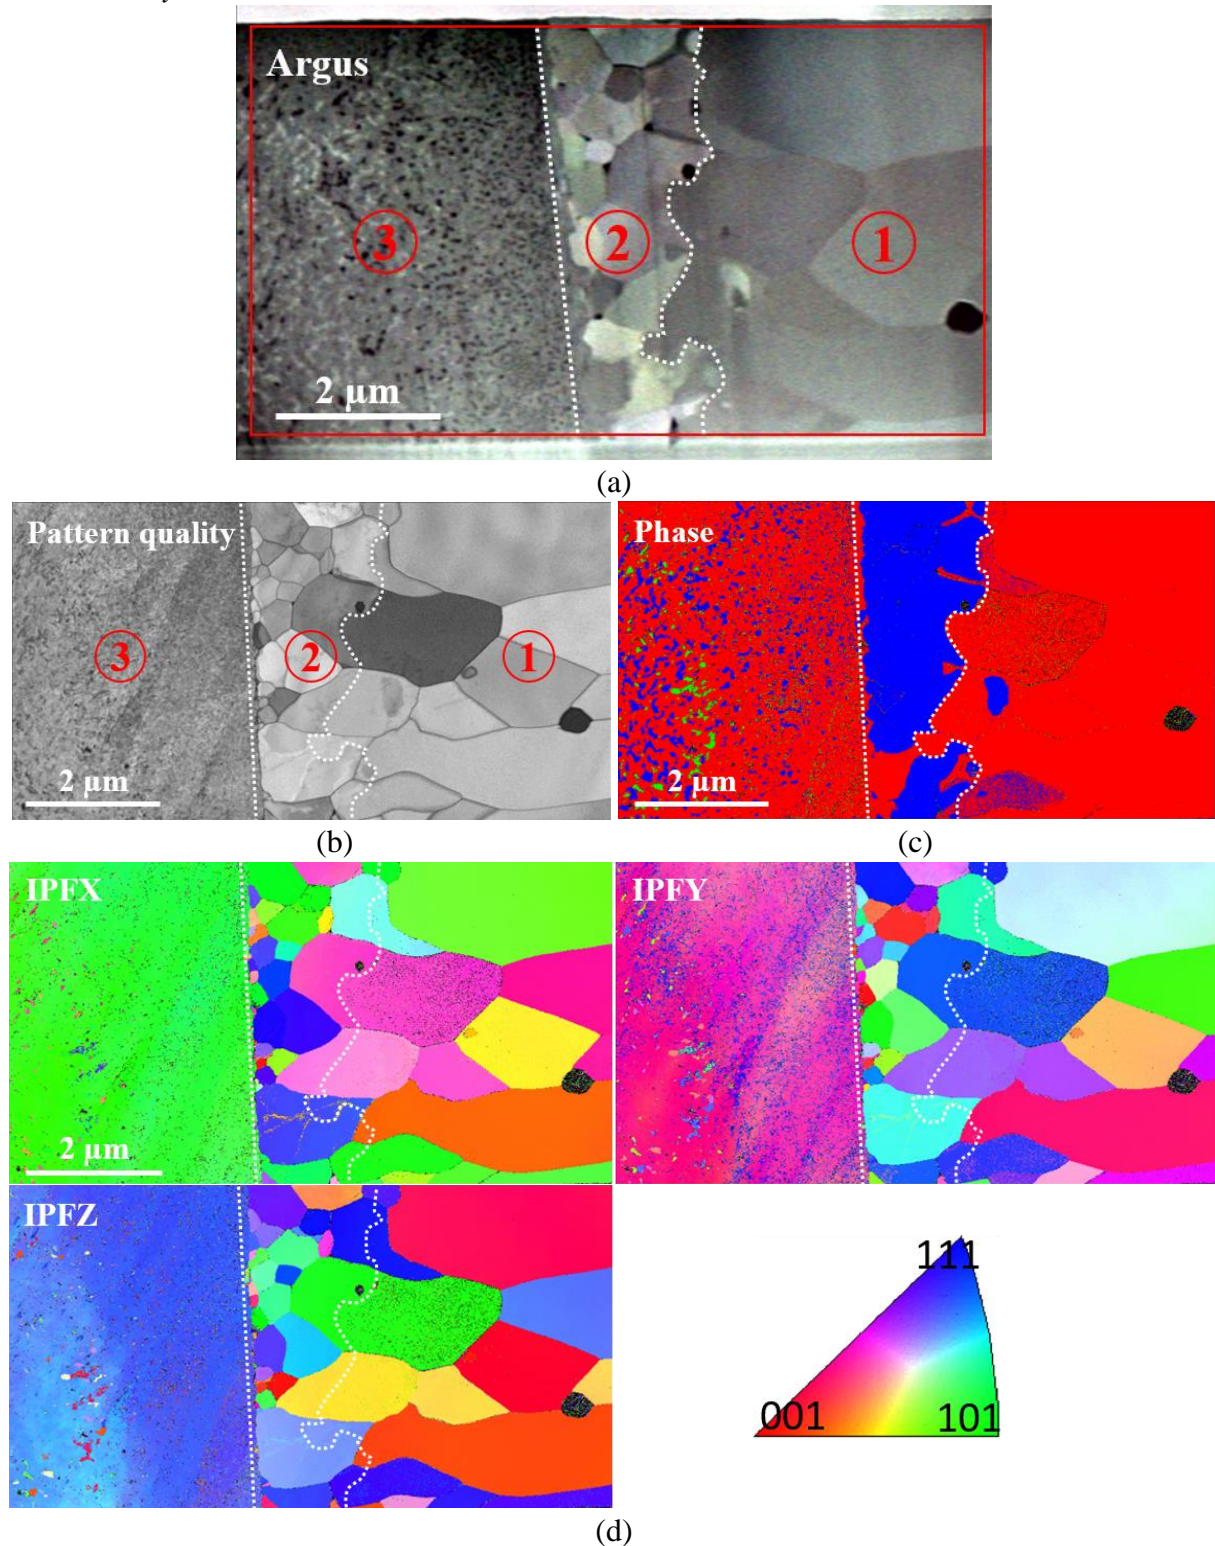 Argus
3
2
1
2 µm
(a)
Pattern quality
3
2
1
2 µm
Phase
2 µm
(b)
(c)
IPFX
2 µm
IPFY
IPFZ
111
001
101
(d)